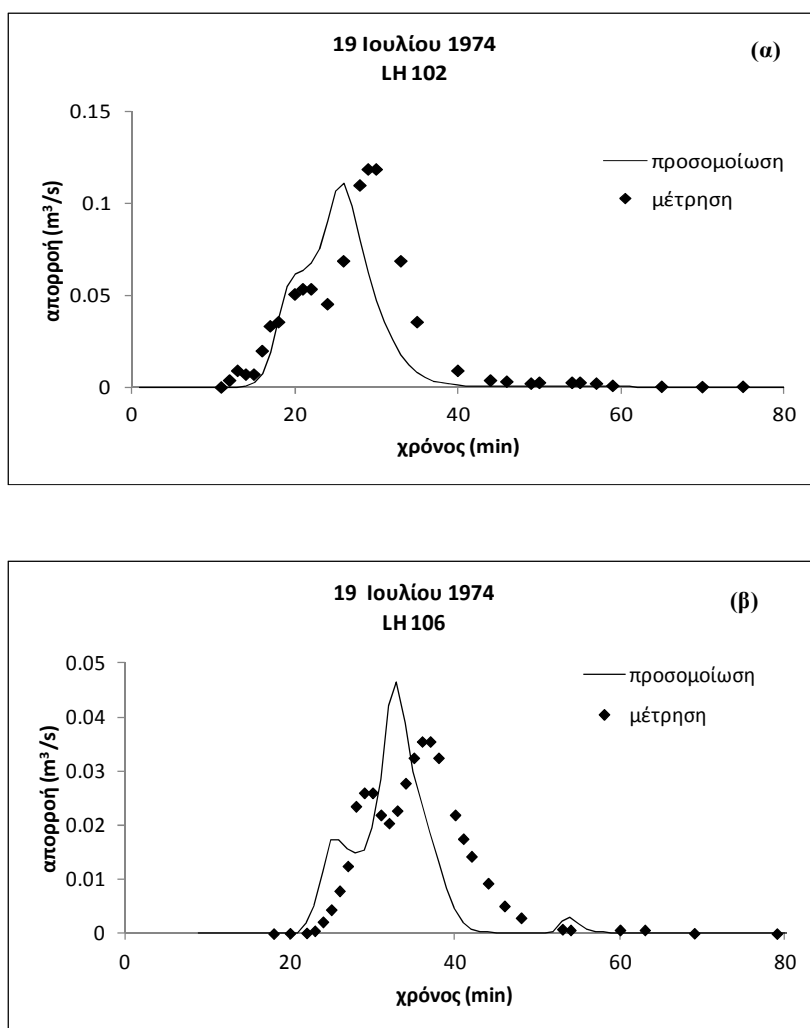 19 Ιουλίου 1974
(α)
LH 102
0.15
0.1
0.05
0
απορροή (m³/s)
προσομοίωση
μέτρηση
0
20
40
60
80
χρόνος (min)
19 Ιουλίου 1974
(β)
LH 106
0.05
0.04
0.03
0.02
0.01
0
απορροή (m³/s)
προσομοίωση
μέτρηση
0
20
40
60
80
χρόνος (min)